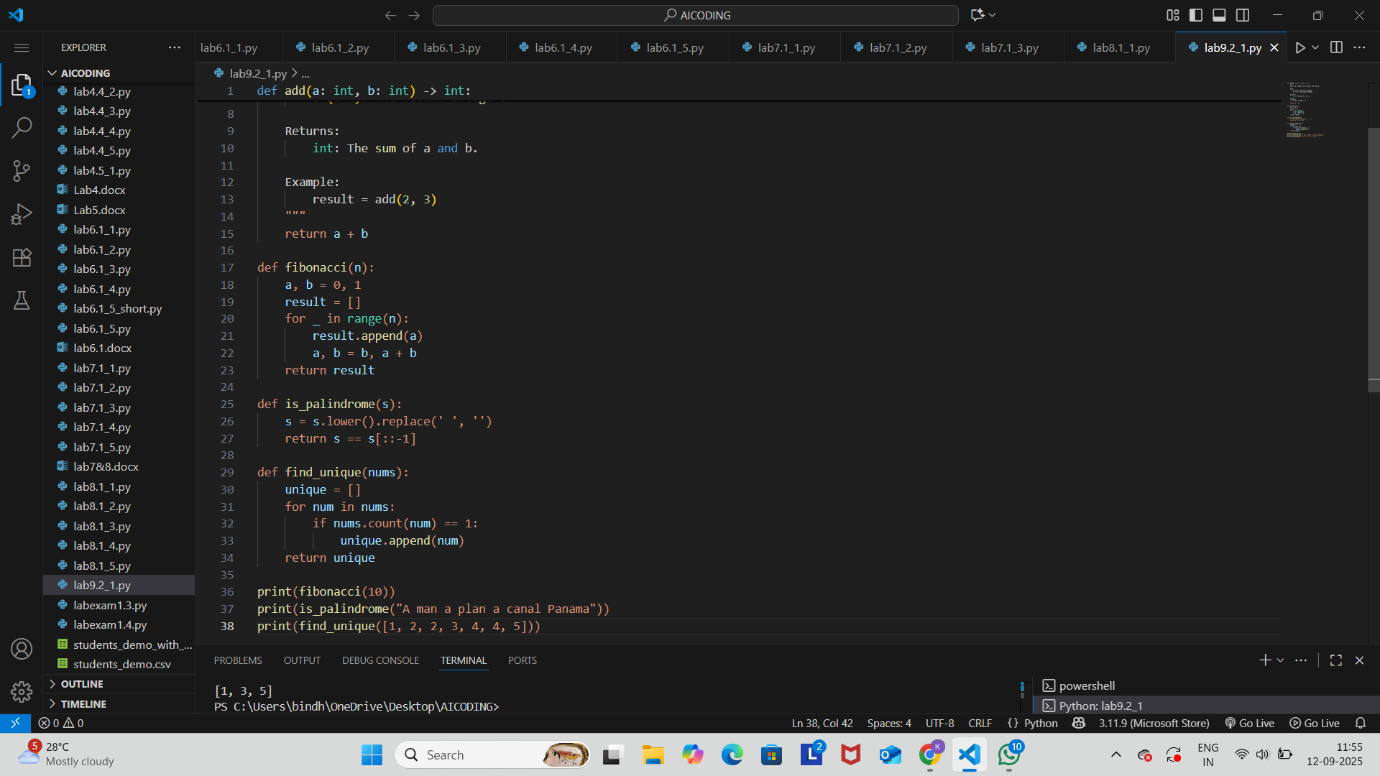 AICODING
EXPLORER
lab6.1_1.py
lab6.1_2.py
lab6.1_3.py
lab6.1_4.py
lab6.1_5.py
lab7.1_1.py
lab7.1_2.py
lab7.1_3.py
lab8.1_1.py
lab9.2_1.py
AICODING
lab4.4_2.py
lab4.4_3.py
lab4.4_4.py
lab4.4_5.py
lab4.5_1.py
Lab4.docx
Lab5.docx
lab6.1_1.py
lab6.1_2.py
lab6.1_3.py
lab6.1_4.py
lab6.1_5_short.py
lab6.1_5.py
lab6.1.docx
lab7.1_1.py
lab7.1_2.py
lab7.1_3.py
lab7.1_4.py
lab7.1_5.py
lab7&8.docx
lab8.1_1.py
lab8.1_2.py
lab8.1_3.py
lab8.1_4.py
lab8.1_5.py
lab9.2_1.py
labexam1.3.py
labexam1.4.py
students_demo_with_...
students_demo.csv
OUTLINE
TIMELINE
1
lab9.2_1.py > ...
1 def add(a: int, b: int) -> int:
8
9 Returns:
10 int: The sum of a and b.
11
12 Example:
13 result = add(2, 3)
14 """
15 return a + b
16
17 def fibonacci(n):
18 a, b = 0, 1
19 result = []
20 for _ in range(n):
21 result.append(a)
22 a, b = b, a + b
23 return result
24
25 def is_palindrome(s):
26 s = s.lower().replace(' ', '')
27 return s == s[::-1]
28
29 def find_unique(nums):
30 unique = []
31 for num in nums:
32 if nums.count(num) == 1:
33 unique.append(num)
34 return unique
35
36 print(fibonacci(10))
37 print(is_palindrome("A man a plan a canal Panama"))
38 print(find_unique([1, 2, 2, 3, 4, 4, 5]))
PROBLEMS OUTPUT DEBUG CONSOLE TERMINAL PORTS
[1, 3, 5]
PS C:\Users\bindh\OneDrive\Desktop\AICODING>
powershell
Python: lab9.2_1
0 0
Ln 38, Col 42 Spaces: 4 UTF-8 CRLF {} Python 3.11.9 (Microsoft Store) Go Live Go Live
5
28°C
Mostly cloudy
Search
2
K
10
ENG
IN
11:55
12-09-2025